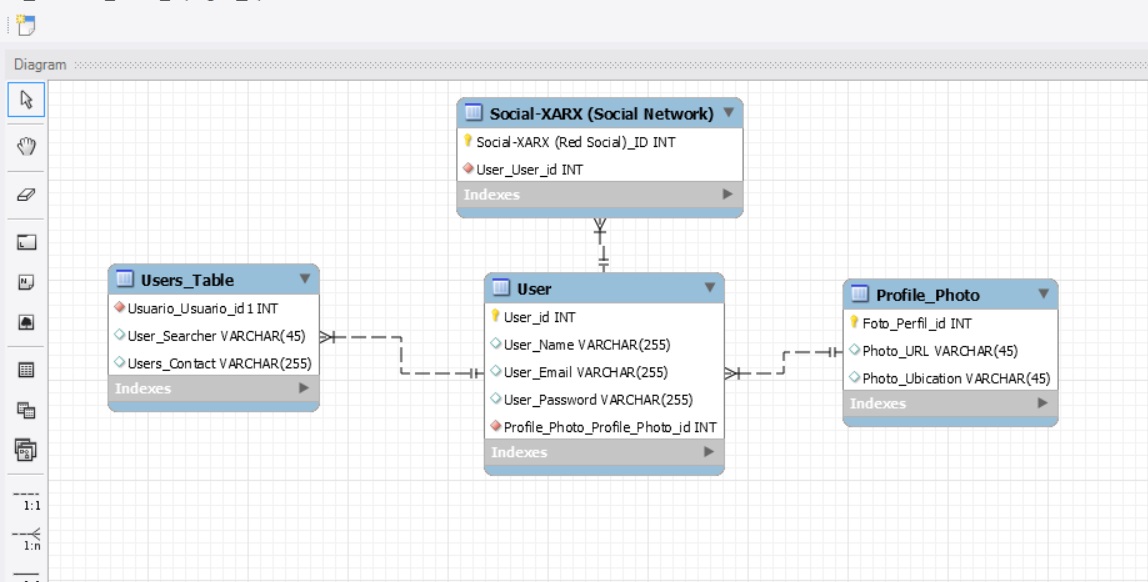 Diagram
Social-XARX (Social Network)
Social-XARX (Red Social)_ID INT
User_User_id INT
Indexes
Users_Table
Usuario_Usuario_id1 INT
User_Searcher VARCHAR(45)
Users_Contact VARCHAR(255)
Indexes
User
User_id INT
User_Name VARCHAR(255)
User_Email VARCHAR(255)
User_Password VARCHAR(255)
Profile_Photo_Profile_Photo_id INT
Indexes
Profile_Photo
Foto_Perfil_id INT
Photo_URL VARCHAR(45)
Photo_Ubication VARCHAR(45)
Indexes
1:1
1:n